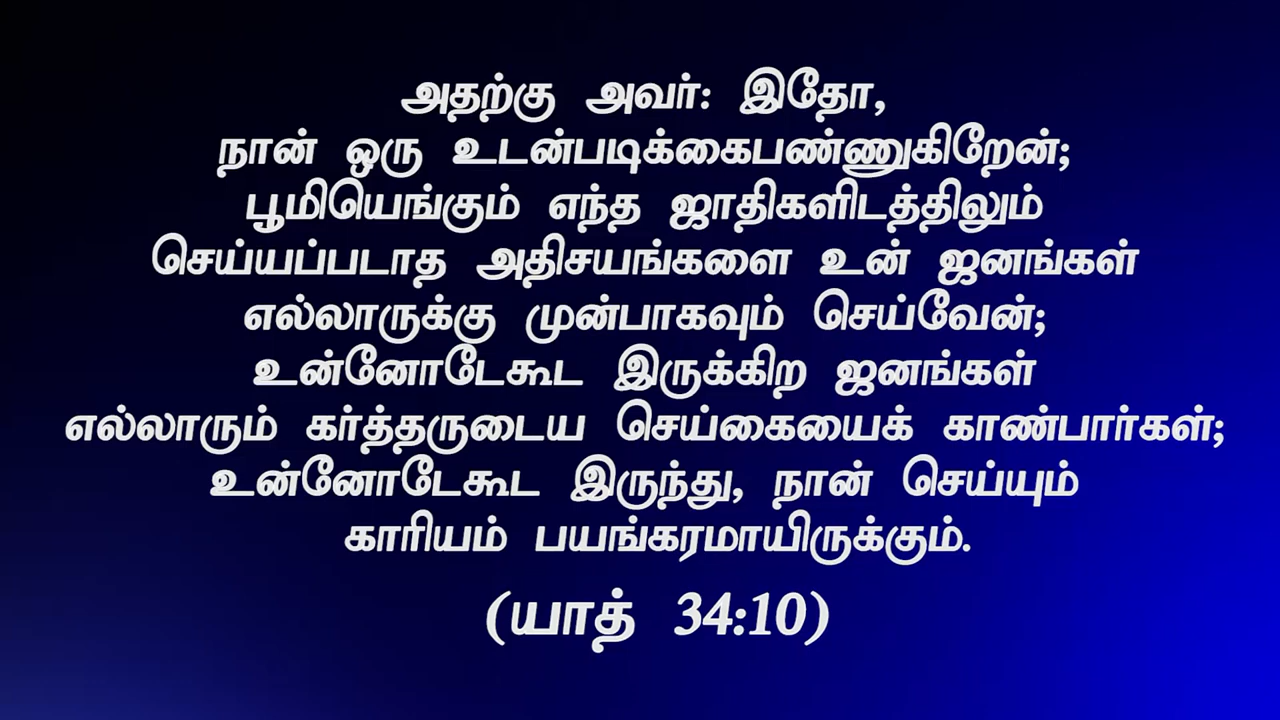 அதற்கு அவர்: இதோ,
நான் ஒரு உடன்படிக்கைபண்ணுகிறேன்;
பூமியெங்கும் எந்த ஜாதிகளிடத்திலும்
செய்யப்படாத அதிசயங்களை உன் ஜனங்கள்
எல்லாருக்கு முன்பாகவும் செய்வேன்;
உன்னோடேகூட இருக்கிற ஜனங்கள்
எல்லாரும் கர்த்தருடைய செய்கையைக் காண்பார்கள்;
உன்னோடேகூட இருந்து, நான் செய்யும்
காரியம் பயங்கரமாயிருக்கும்.
(யாத் 34:10)